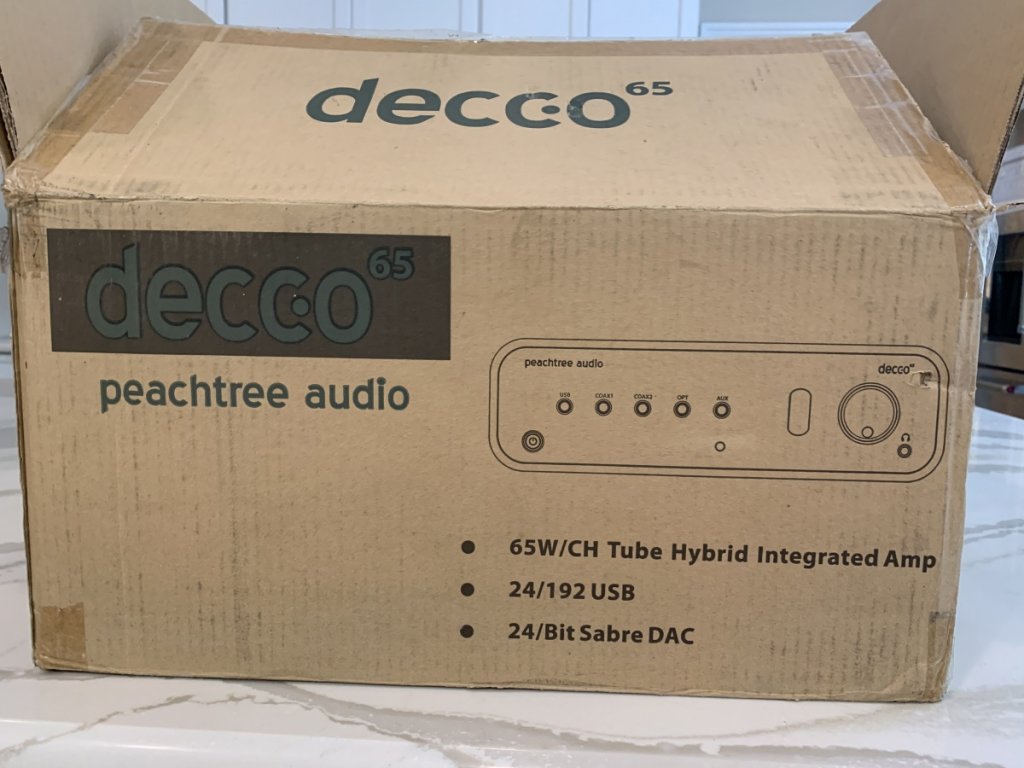 decco65
decco65
peachtree audio
peachtree audio
decco65
USB COAX1 COAX2 OPT AUX
65W/CH Tube Hybrid Integrated Amp
24/192 USB
24/Bit Sabre DAC